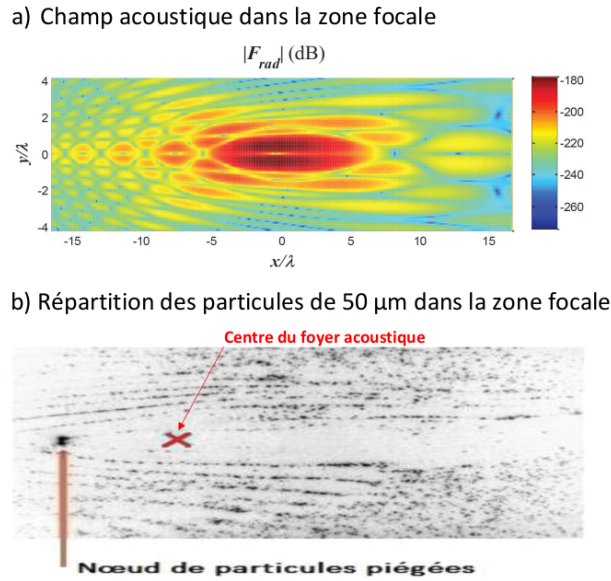 a) Champ acoustique dans la zone focale
|F_rad| (dB)
4
2
0
-2
-4
y/λ
-15 -10 -5 0 5 10 15
x/λ
-180
-200
-220
-240
-260
b) Répartition des particules de 50 µm dans la zone focale
Centre du foyer acoustique
Nœud de particules piégées